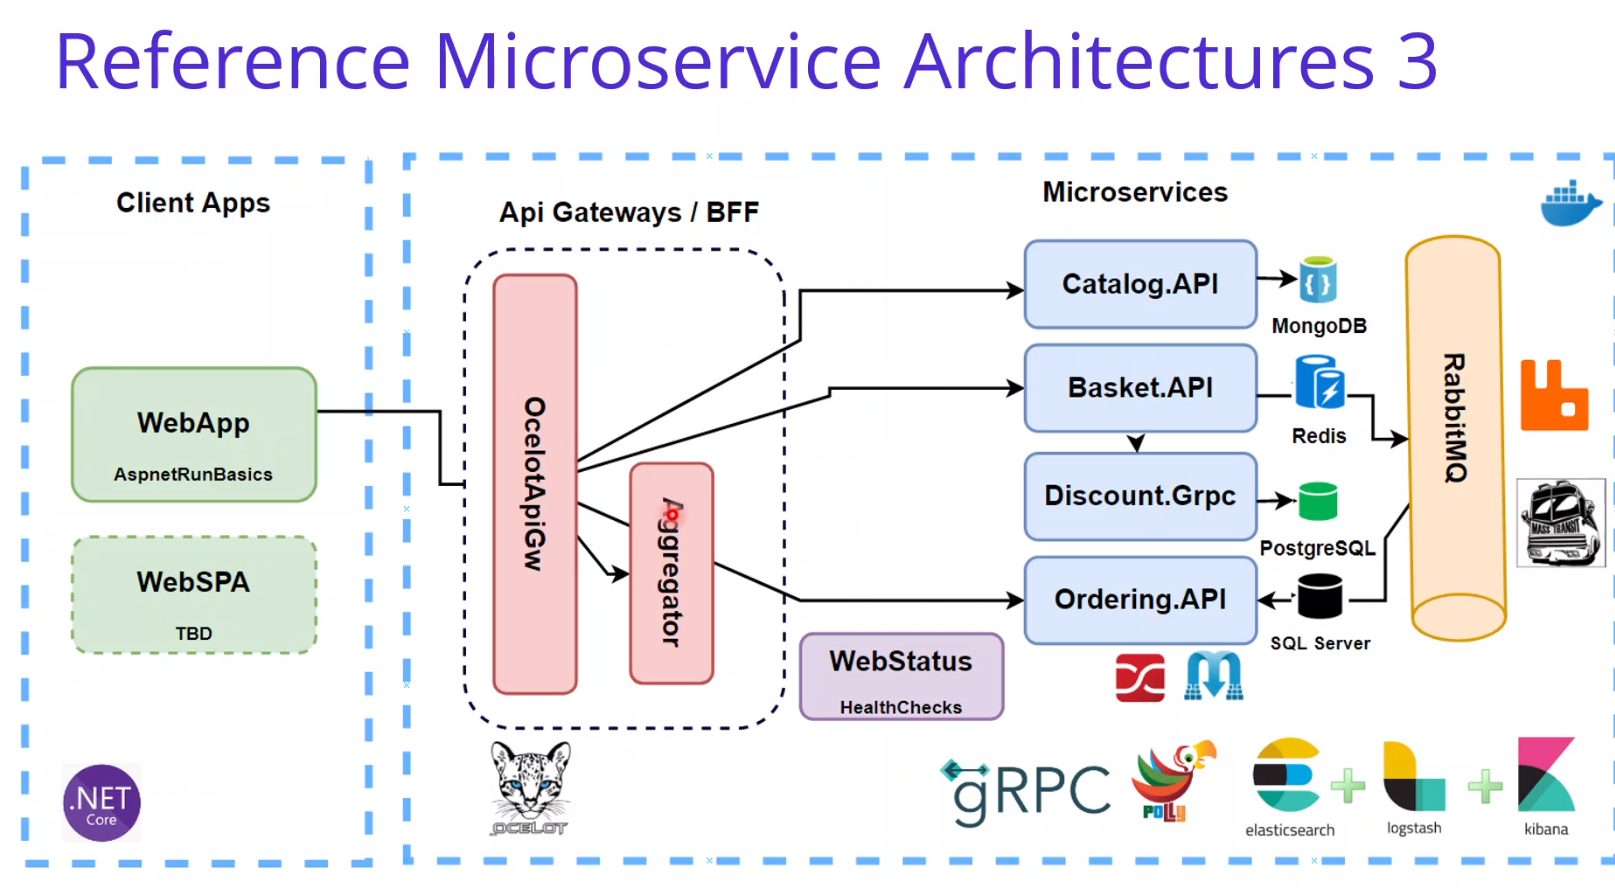 Reference Microservice Architectures 3
Client Apps
Api Gateways / BFF
Microservices
WebApp
AspnetRunBasics
WebSPA
TBD
OcelotApiGw
Aggregator
Catalog.API
MongoDB
Basket.API
Redis
Discount.Grpc
PostgreSQL
Ordering.API
SQL Server
RabbitMQ
MASS TRANSIT
WebStatus
HealthChecks
.NET
Core
OCELOT
gRPC
POLLY
elasticsearch
logstash
kibana